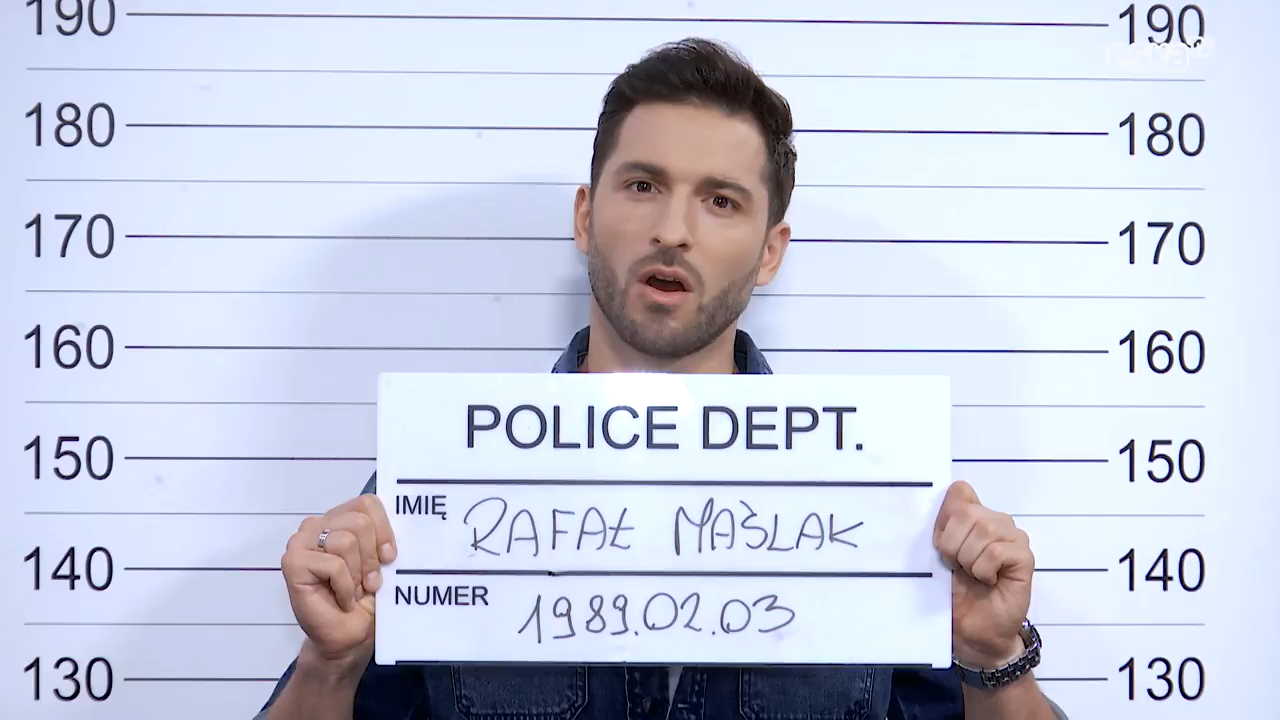 190 190
180 180
170 170
160 160
POLICE DEPT.
150 150
IMIĘ RAFAŁ MAŚLAK
140 140
NUMER 1989.02.03
130 130